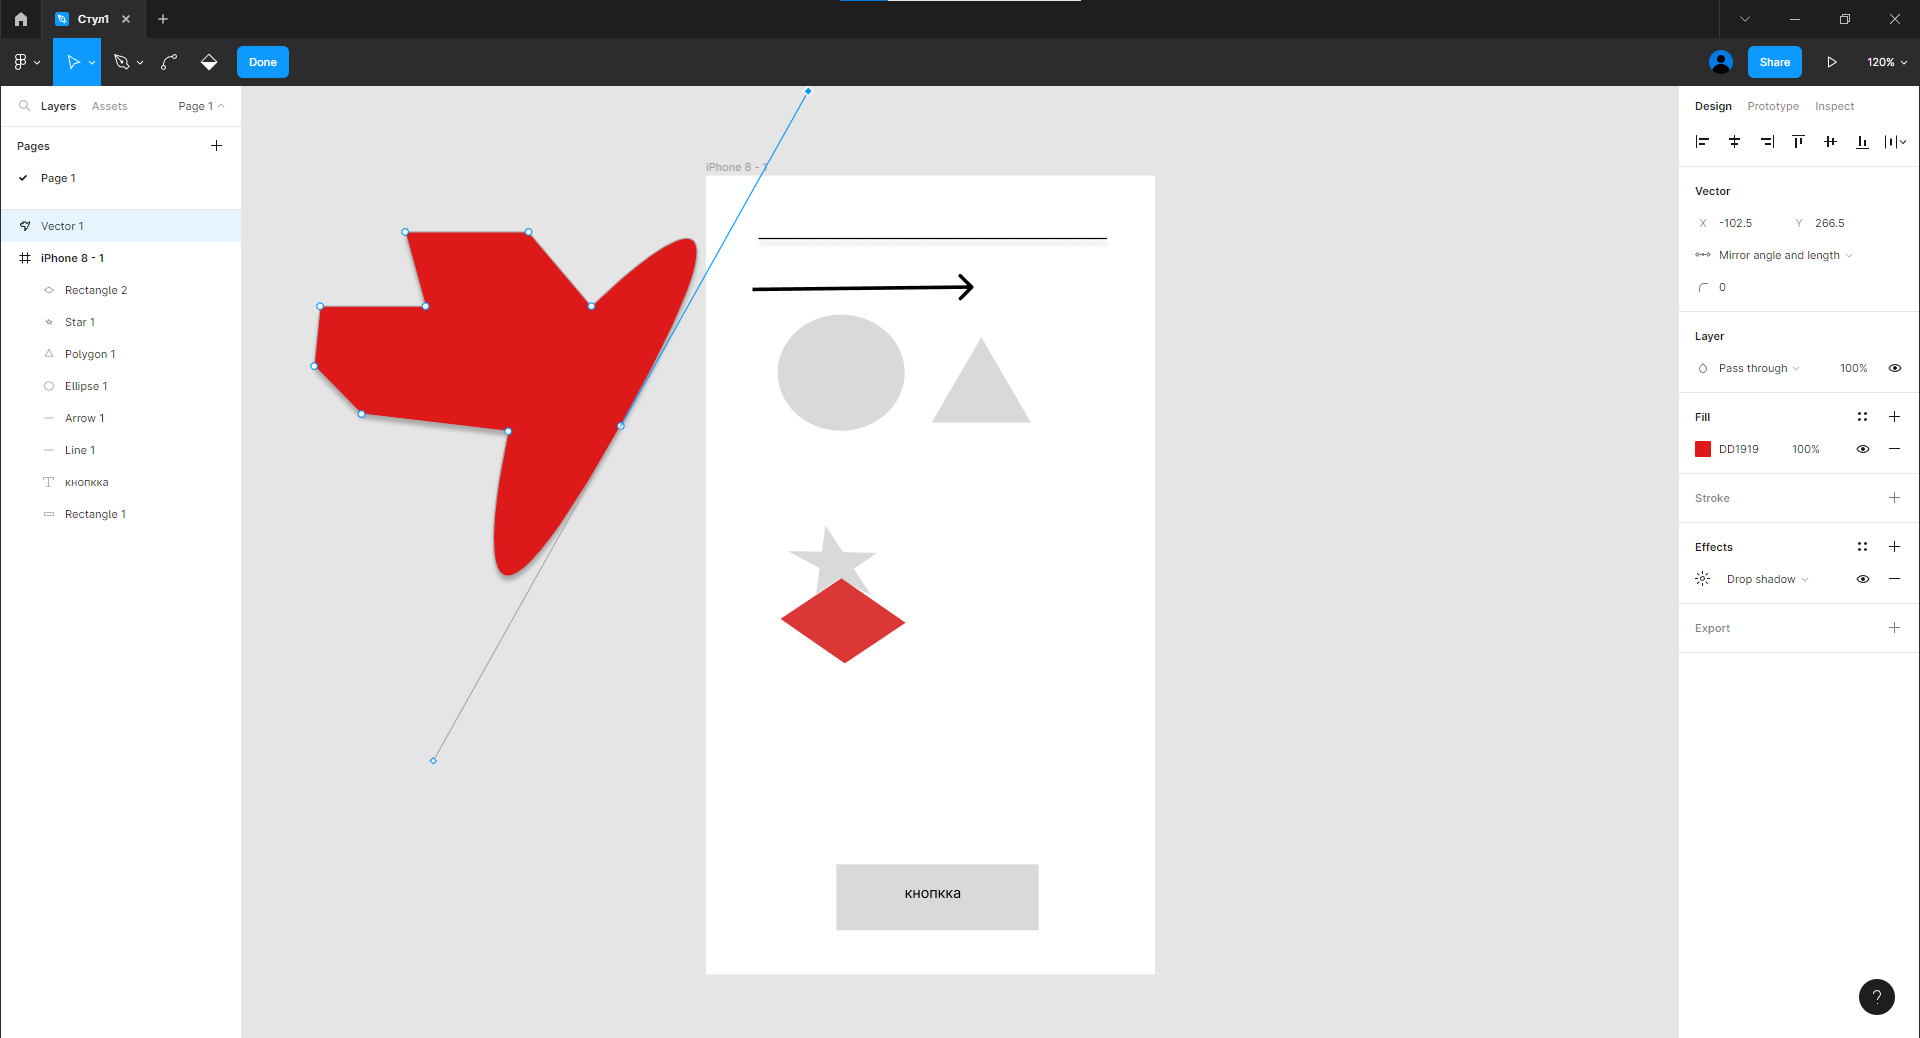 Стул1
Done
Share
120%
Layers
Assets
Page 1
Pages
Page 1
Vector 1
iPhone 8 - 1
Rectangle 2
Star 1
Polygon 1
Ellipse 1
Arrow 1
Line 1
кнопкка
Rectangle 1
iPhone 8 - 1
кнопкка
Design
Prototype
Inspect
Vector
X -102.5
Y 266.5
Mirror angle and length
0
Layer
Pass through
100%
Fill
DD1919
100%
Stroke
Effects
Drop shadow
Export
?